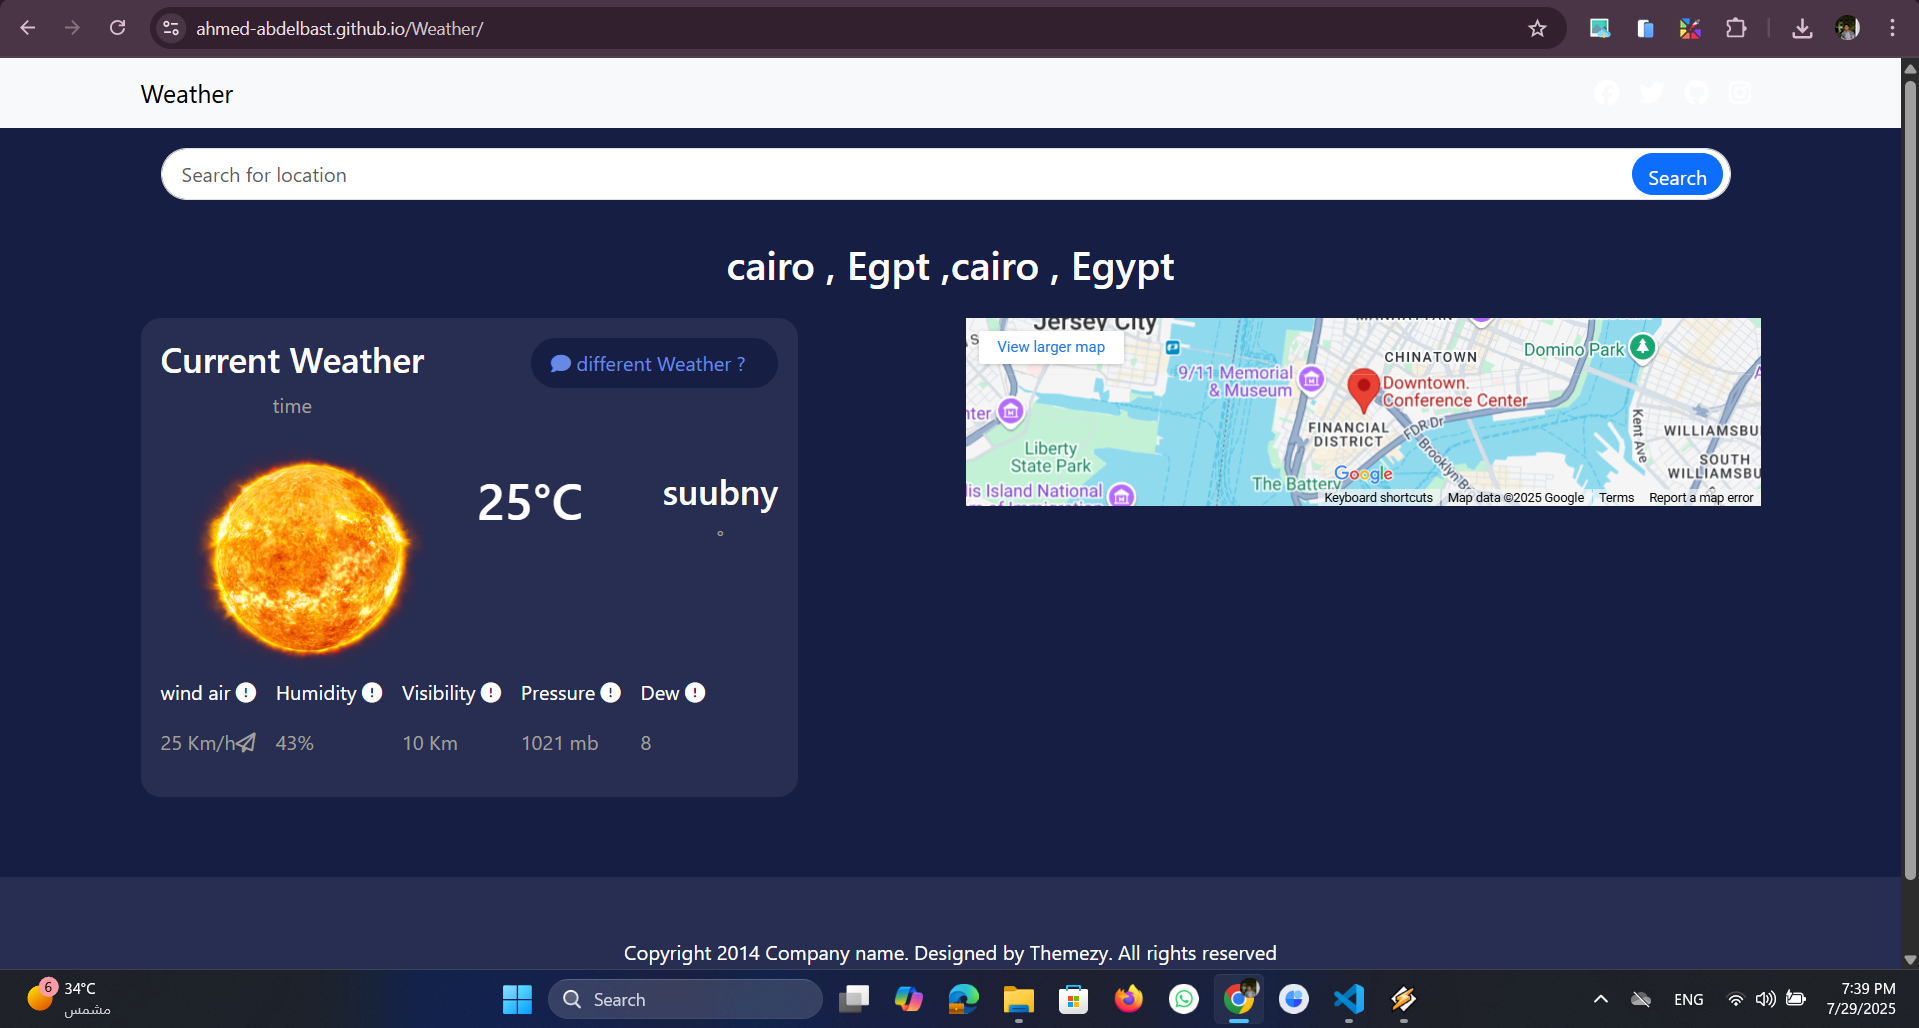 ahmed-abdelbast.github.io/Weather/
Weather
Search for location
Search
cairo , Egpt ,cairo , Egypt
Current Weather
different Weather ?
time
25°C
suubny
°
wind air
Humidity
Visibility
Pressure
Dew
25 Km/h
43%
10 Km
1021 mb
8
Jersey City
View larger map
CHINATOWN
Domino Park
9/11 Memorial
& Museum
Downtown.
Conference Center
FINANCIAL
DISTRICT
FDR Dr
Kent Ave
WILLIAMSBU
Liberty
State Park
SOUTH
WILLIAMSBU
Google
The Battery
Island National
Keyboard shortcuts
Map data ©2025 Google
Terms
Report a map error
Copyright 2014 Company name. Designed by Themezy. All rights reserved
6
34°C
مشمس
Search
ENG
7:39 PM
7/29/2025